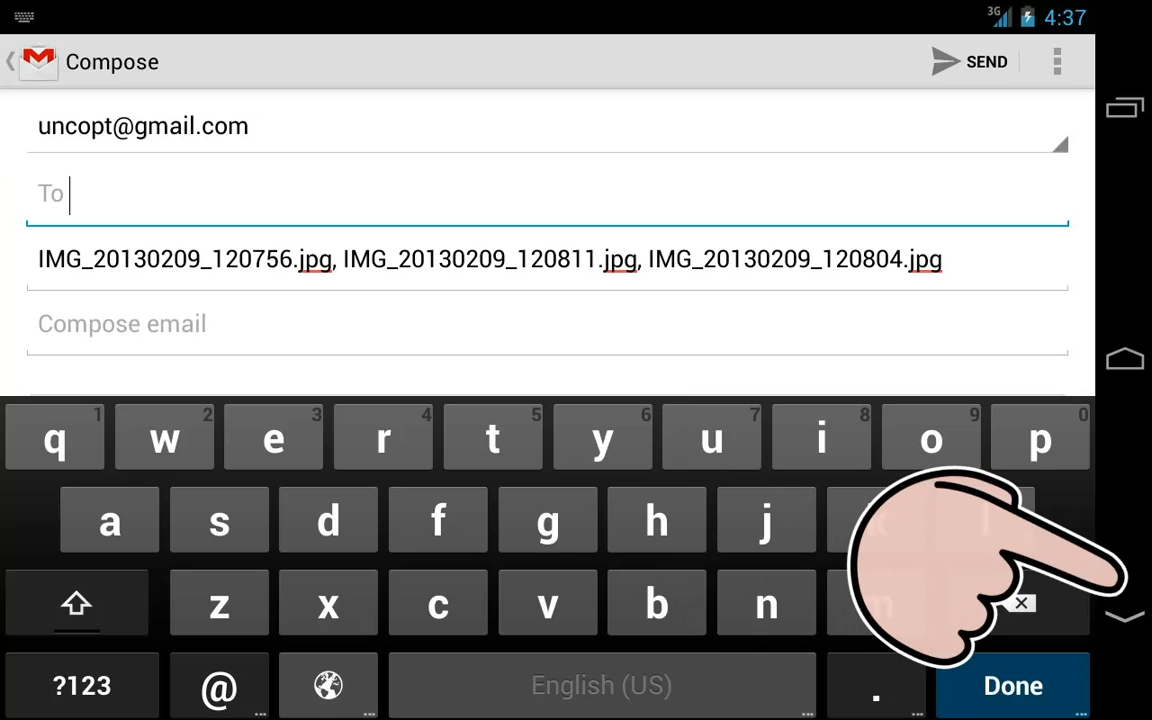 3G 4:37
Compose SEND
uncopt@gmail.com
To
IMG_20130209_120756.jpg, IMG_20130209_120811.jpg, IMG_20130209_120804.jpg
Compose email
1 2 3 4 5 6 7 8 9 0
q w e r t y u i o p
a s d f g h j k l
z x c v b n m
?123 @ English (US) . Done